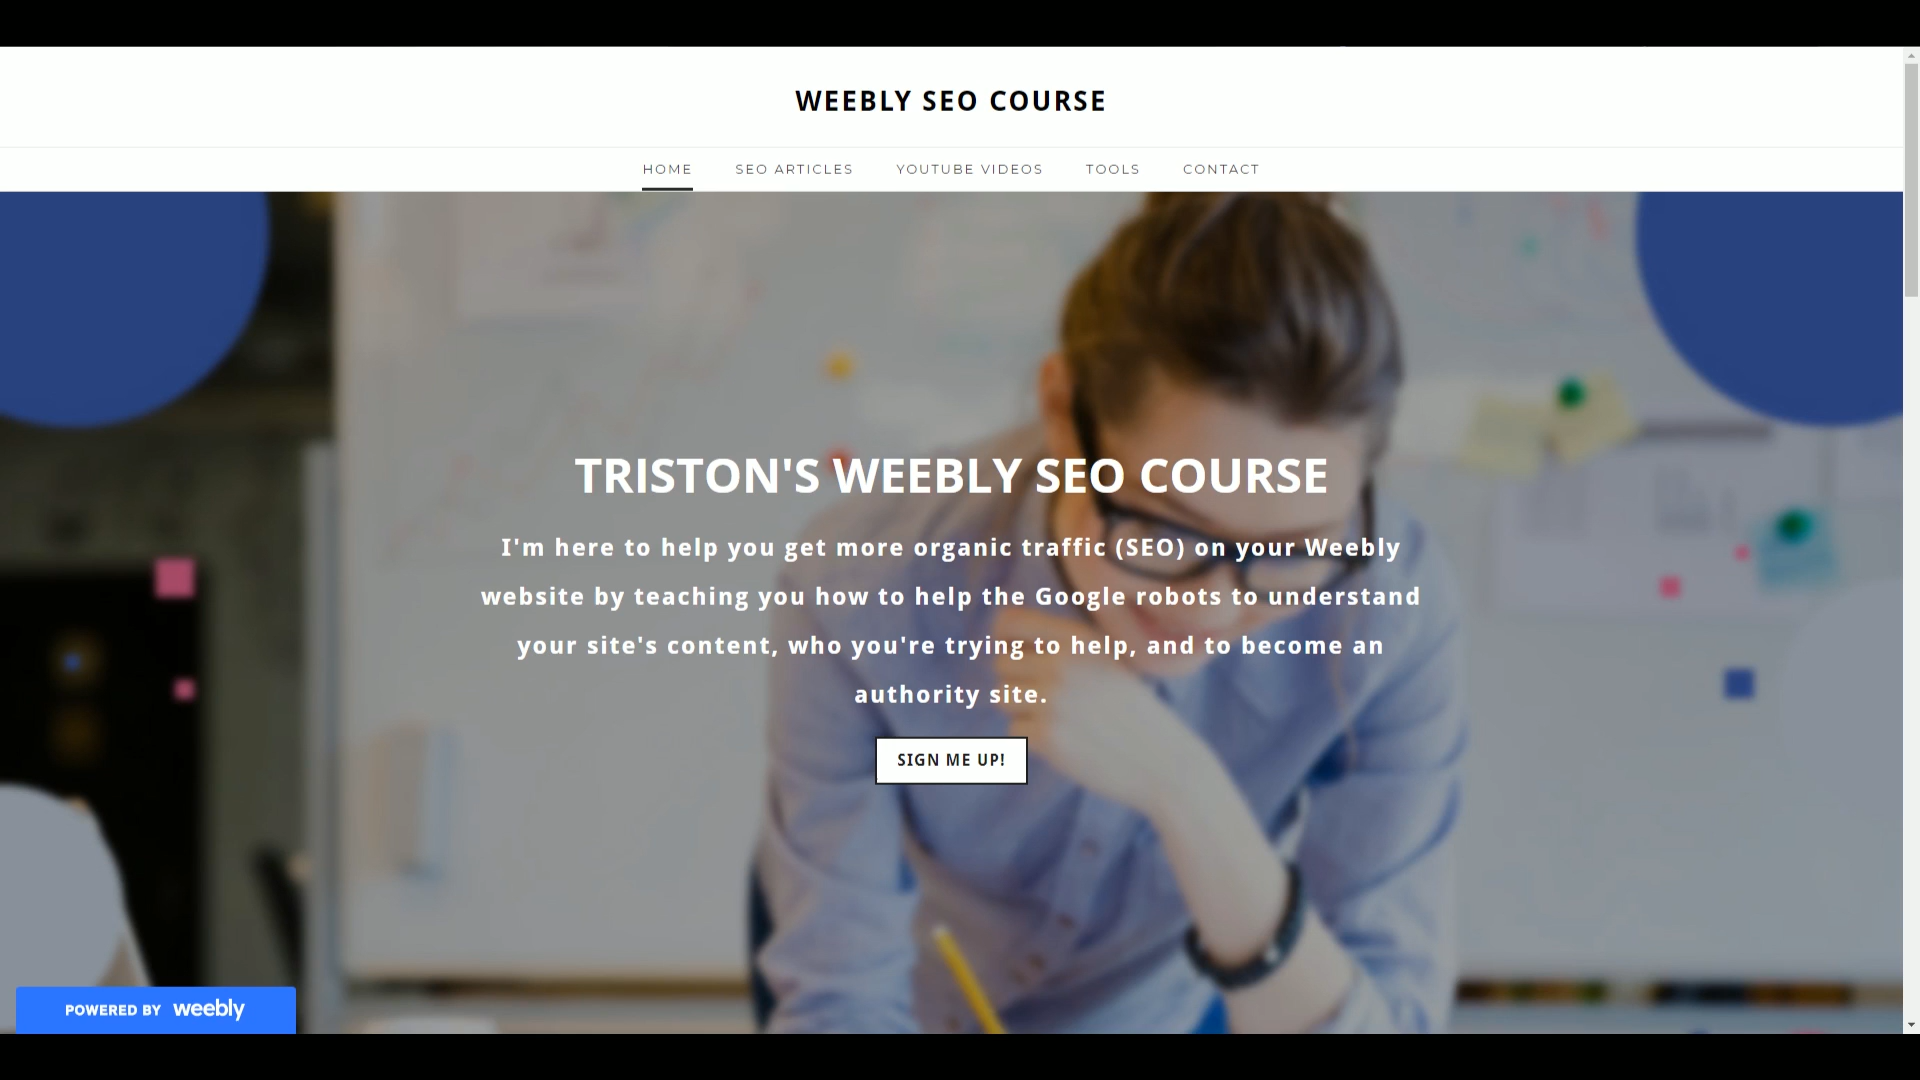 WEEBLY SEO COURSE
HOME SEO ARTICLES YOUTUBE VIDEOS TOOLS CONTACT
TRISTON'S WEEBLY SEO COURSE
I'm here to help you get more organic traffic (SEO) on your Weebly
website by teaching you how to help the Google robots to understand
your site's content, who you're trying to help, and to become an
authority site.
SIGN ME UP!
POWERED BY weebly